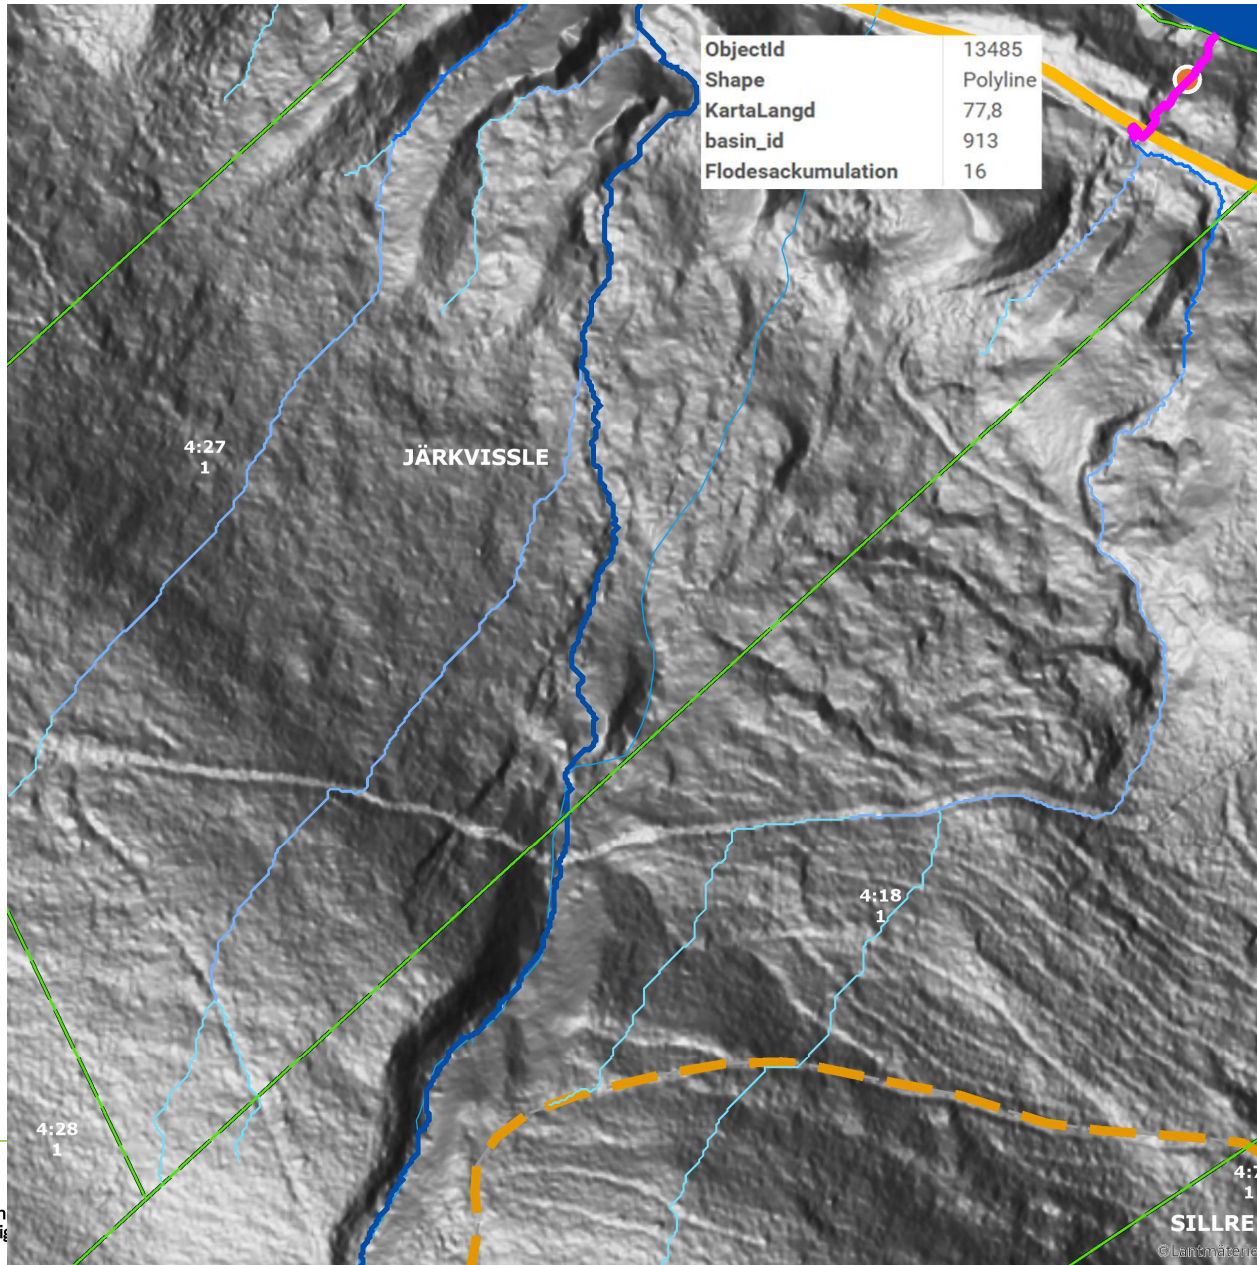 ObjectId 13485
Shape Polyline
KartaLangd 77,8
basin_id 913
Flodesackumulation 16
4:27
1
JÄRKVISSLE
4:18
1
4:28
1
1
SILLRE